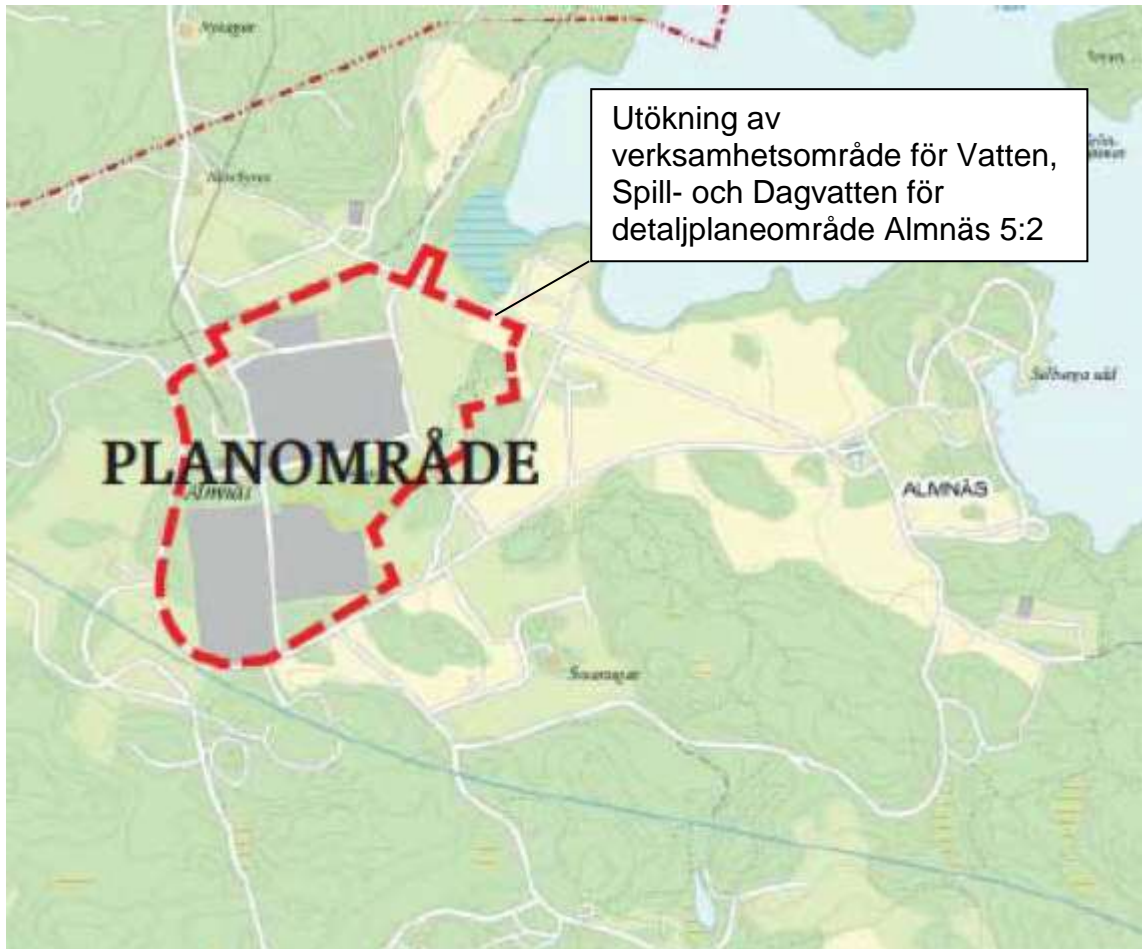 Utökning av
verksamhetsområde för Vatten,
Spill- och Dagvatten för
detaljplaneområde Almnäs 5:2
PLANOMRÅDE
Almnäs
ALMNÄS